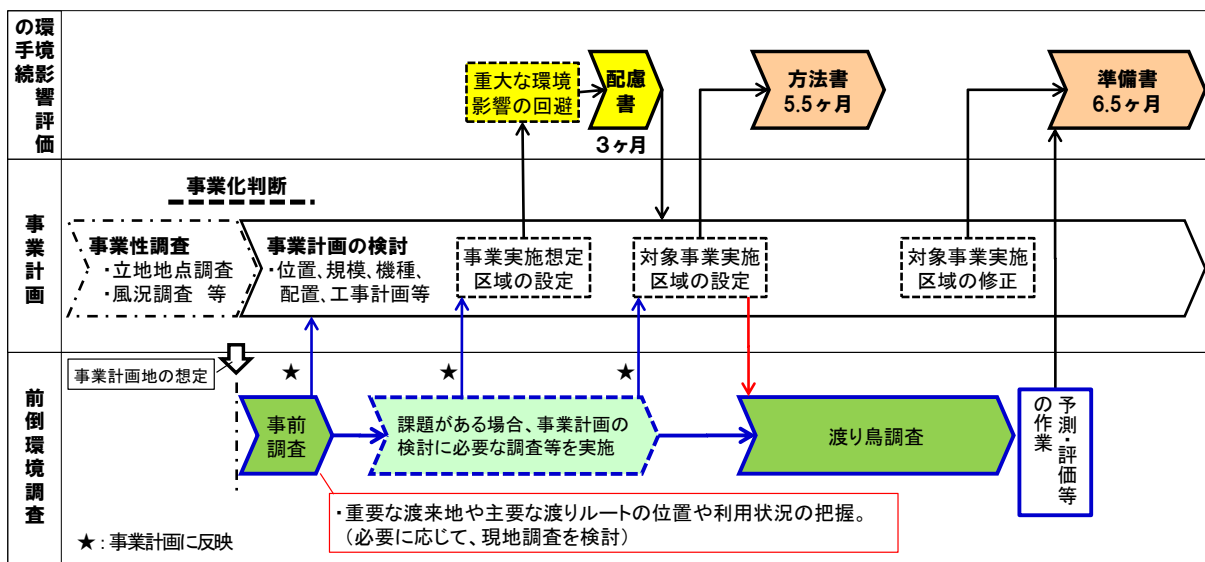 環境影響評価
の手続
重大な環境
影響の回避
配慮
書
3ヶ月
方法書
5.5ヶ月
準備書
6.5ヶ月
事業計画
事業化判断
事業性調査
・立地地点調査
・風況調査 等
事業計画の検討
・位置、規模、機種、
配置、工事計画等
事業実施想定
区域の設定
対象事業実施
区域の設定
対象事業実施
区域の修正
前倒環境調査
事業計画地の想定
★
★
★
事前
調査
課題がある場合、事業計画の
検討に必要な調査等を実施
渡り鳥調査
予測・評価等
の作業
・重要な渡来地や主要な渡りルートの位置や利用状況の把握。
(必要に応じて、現地調査を検討)
★：事業計画に反映